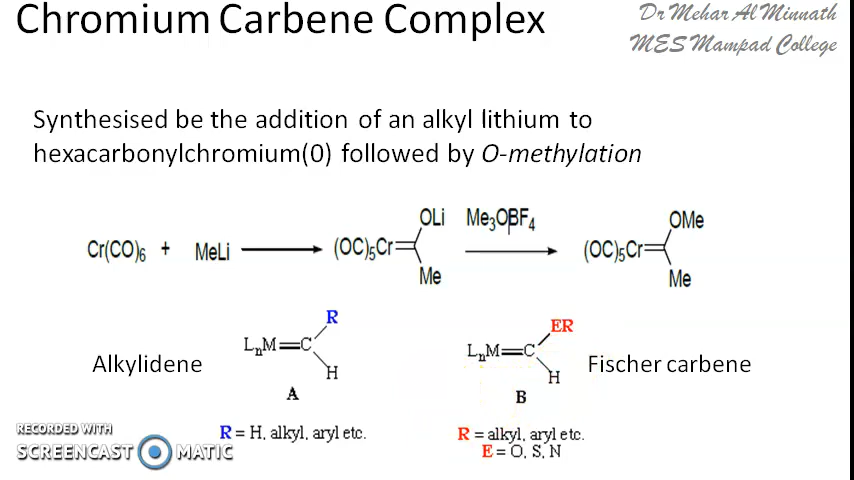 Chromium Carbene Complex
Dr Mehar Al Minnath
MES Mampad College
Synthesised be the addition of an alkyl lithium to
hexacarbonylchromium(0) followed by O-methylation
Cr(CO)6 + MeLi (OC)5Cr OLi Me Me3OBF4 (OC)5Cr OMe Me
Alkylidene LnM=C R H A
LnM=C ER H B Fischer carbene
R = H, alkyl, aryl etc.
R = alkyl, aryl etc.
E = O, S, N
RECORDED WITH
SCREENCAST MATIC